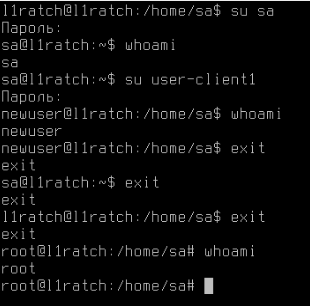 l1ratch@l1ratch:/home/sa$ su sa
Пароль:
sa@l1ratch:~$ whoami
sa
sa@l1ratch:~$ su user-client1
Пароль:
newuser@l1ratch:/home/sa$ whoami
newuser
newuser@l1ratch:/home/sa$ exit
exit
sa@l1ratch:~$ exit
exit
l1ratch@l1ratch:/home/sa$ exit
exit
root@l1ratch:/home/sa# whoami
root
root@l1ratch:/home/sa#